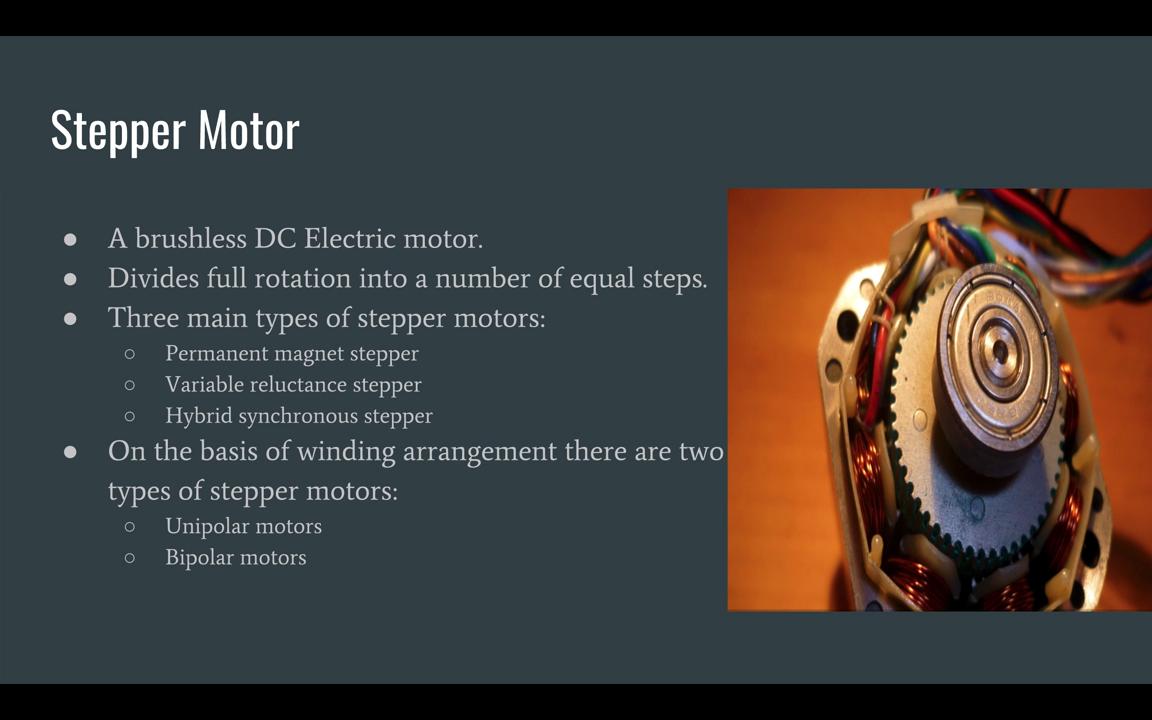 Stepper Motor
● A brushless DC Electric motor.
● Divides full rotation into a number of equal steps.
● Three main types of stepper motors:
○ Permanent magnet stepper
○ Variable reluctance stepper
○ Hybrid synchronous stepper
● On the basis of winding arrangement there are two
types of stepper motors:
○ Unipolar motors
○ Bipolar motors